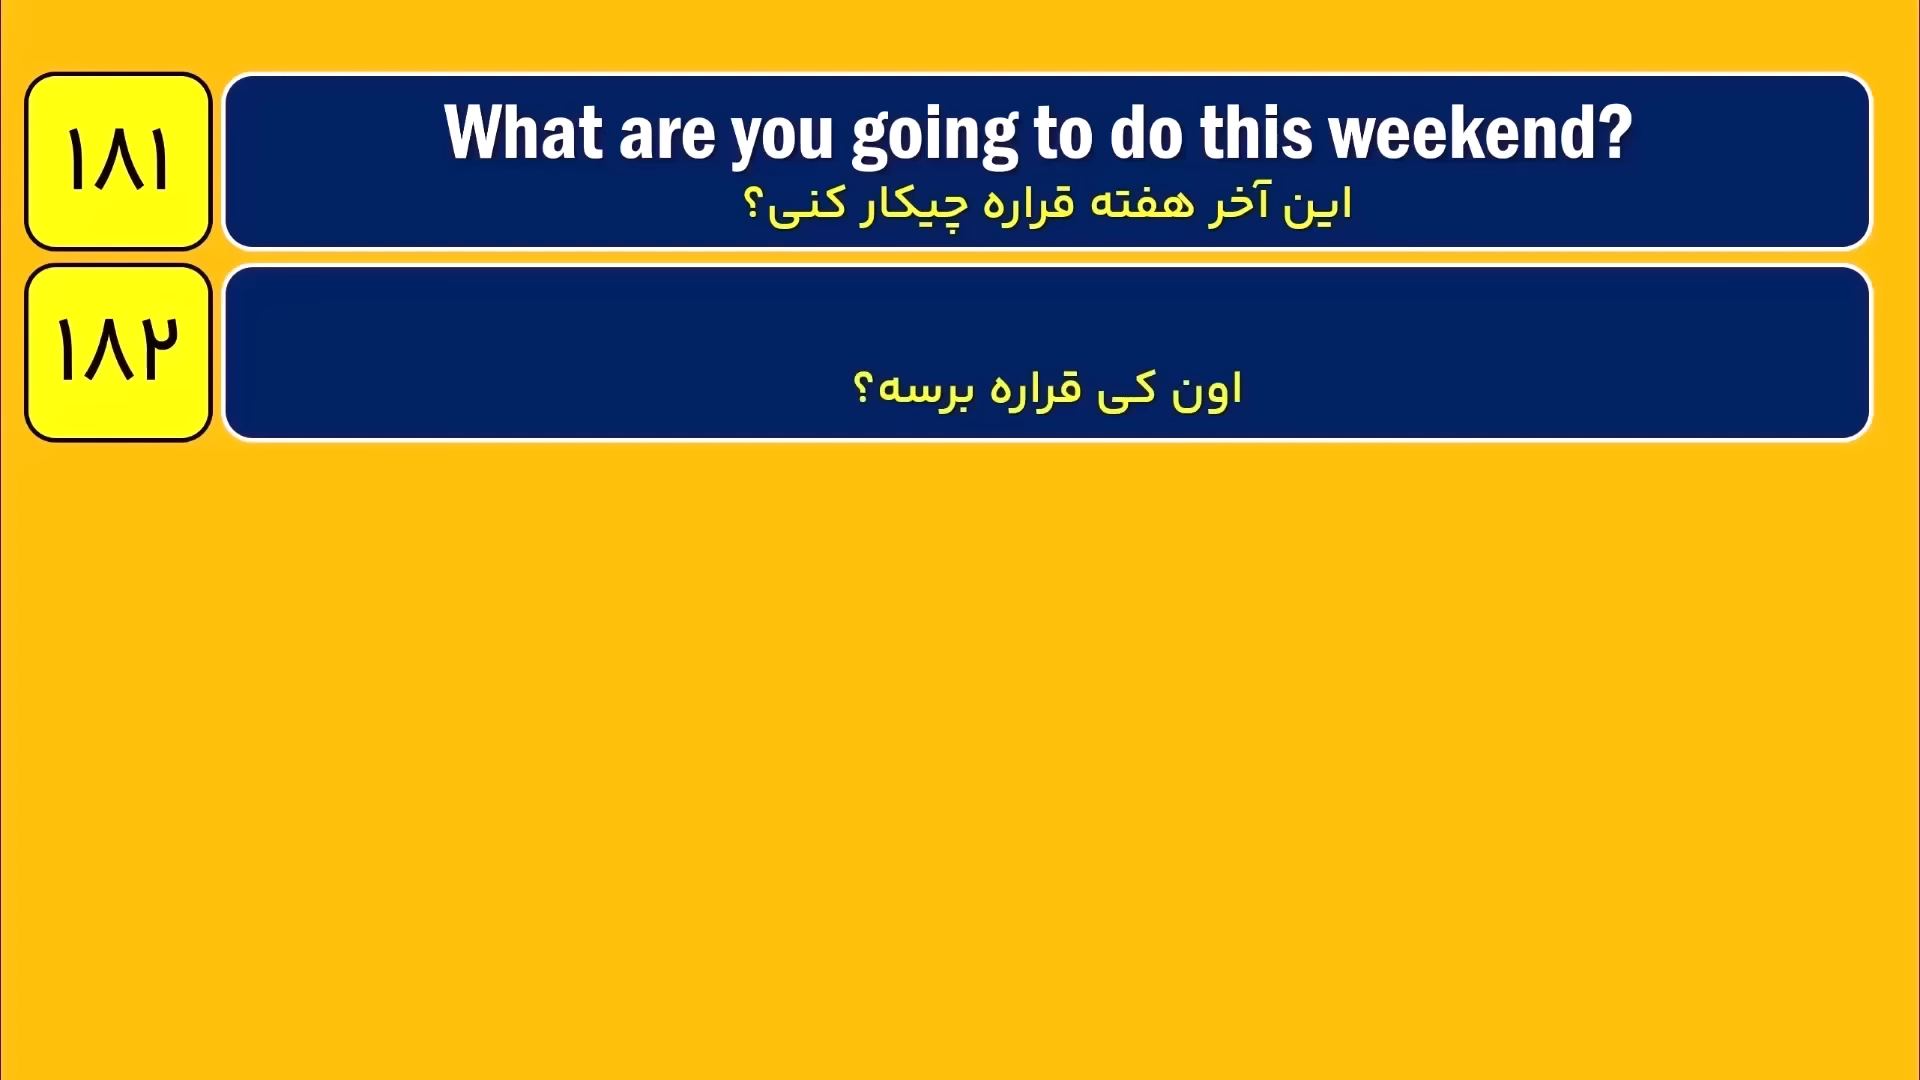 ۱۸۱
What are you going to do this weekend?
این آخر هفته قراره چیکار کنی؟
۱۸۲
اون کی قراره برسه؟